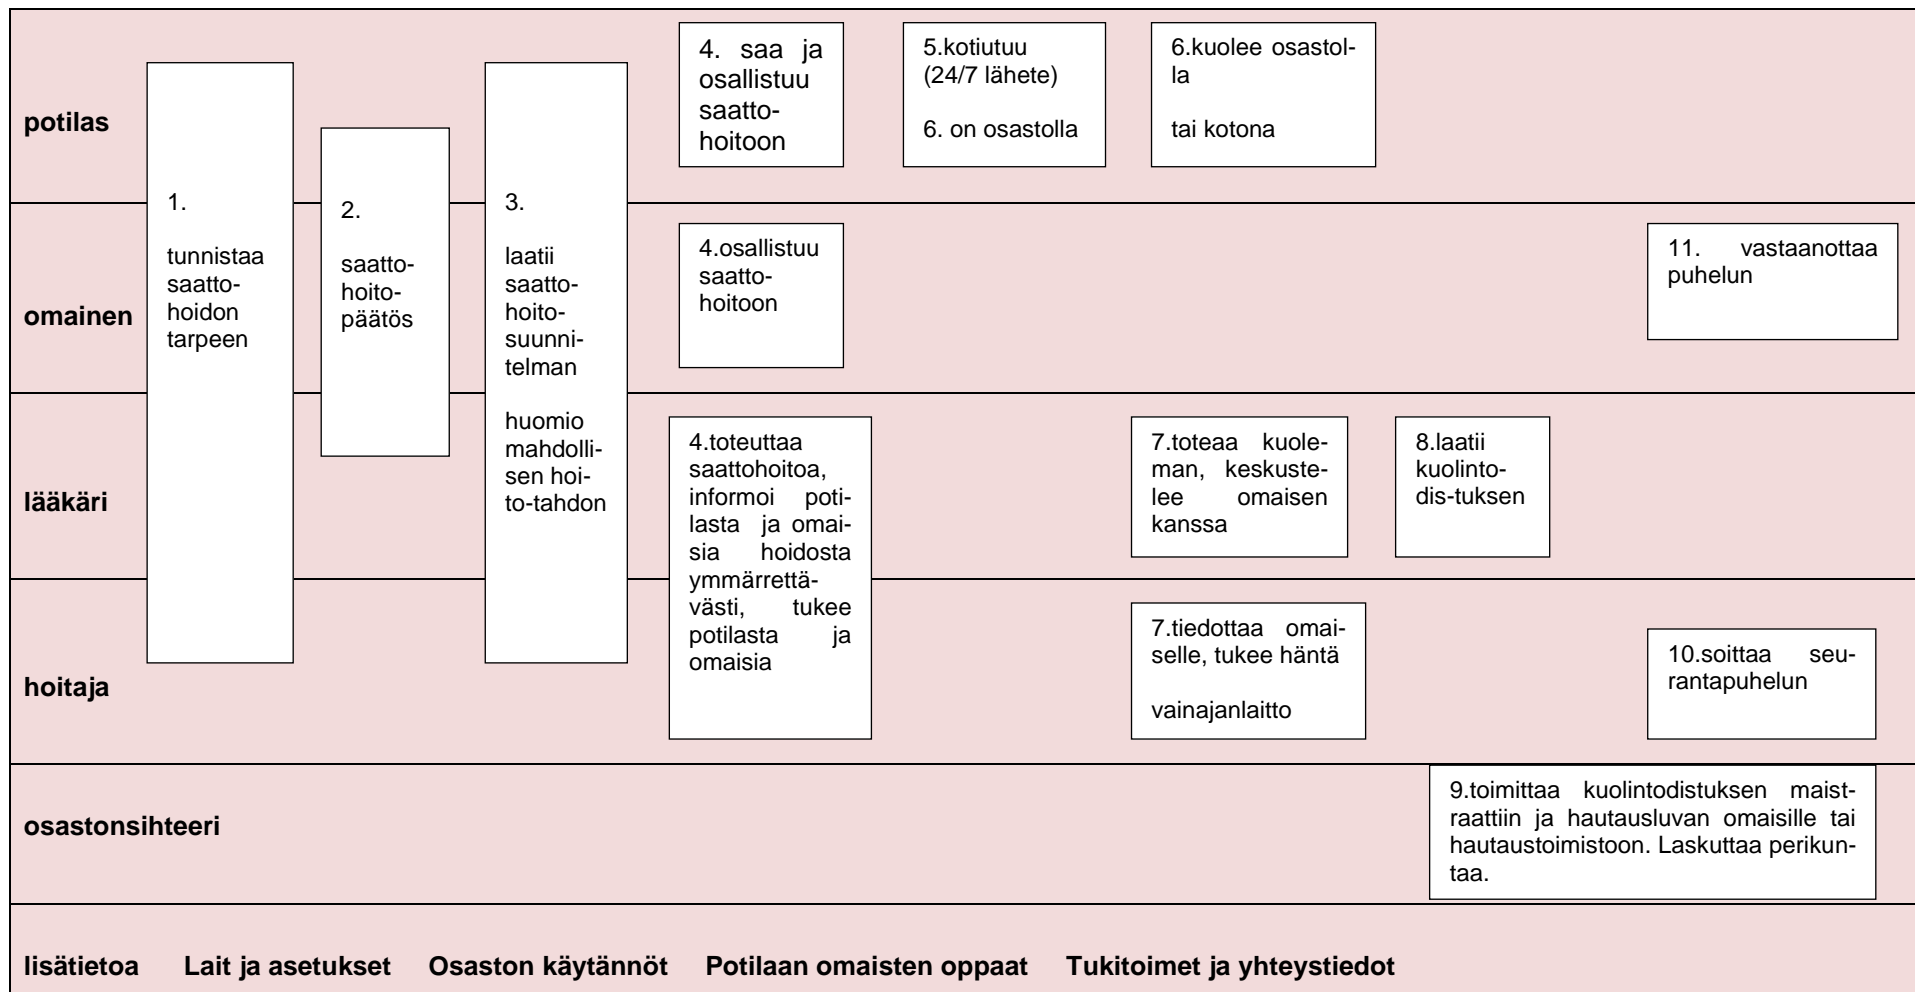 potilas
1.
tunnistaa
saatto-
hoidon
tarpeen
2.
saatto-
hoito-
päätös
3.
laatii
saatto-
hoito-
suunni-
telman
huomio
mahdolli-
sen hoi-
to-tahdon
4. saa ja
osallistuu
saatto-
hoitoon
5.kotiutuu
(24/7 lähete)
6. on osastolla
6.kuolee osastol-
la
tai kotona
omainen
4.osallistuu
saatto-
hoitoon
11. vastaanottaa
puhelun
lääkäri
4.toteuttaa
saattohoitoa,
informoi poti-
lasta ja omai-
sia hoidosta
ymmärrettä-
västi, tukee
potilasta ja
omaisia
7.toteaa kuole-
man, keskuste-
lee omaisen
kanssa
8.laatii
kuolinto-
dis-tuksen
hoitaja
7.tiedottaa omai-
selle, tukee häntä
vainajanlaitto
10.soittaa seu-
rantapuhelun
osastonsihteeri
9.toimittaa kuolintodistuksen maist-
raattiin ja hautausluvan omaisille tai
hautaustoimistoon. Laskuttaa perikun-
taa.
lisätietoa Lait ja asetukset Osaston käytännöt Potilaan omaisten oppaat Tukitoimet ja yhteystiedot